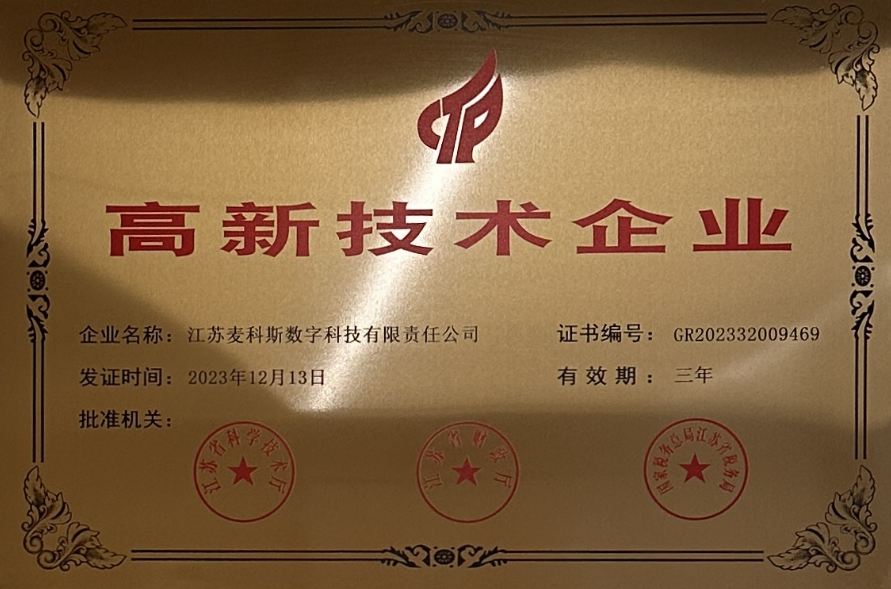 高新技术企业
企业名称：江苏麦科斯数字科技有限责任公司
证书编号：GR202332009469
发证时间：2023年12月13日
有效期：三年
批准机关：
江苏省科学技术厅
江苏省财政厅
国家税务总局江苏省税务局